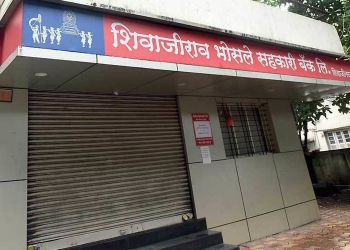 शिवाजीराव भोसले सहकारी बँक लि.